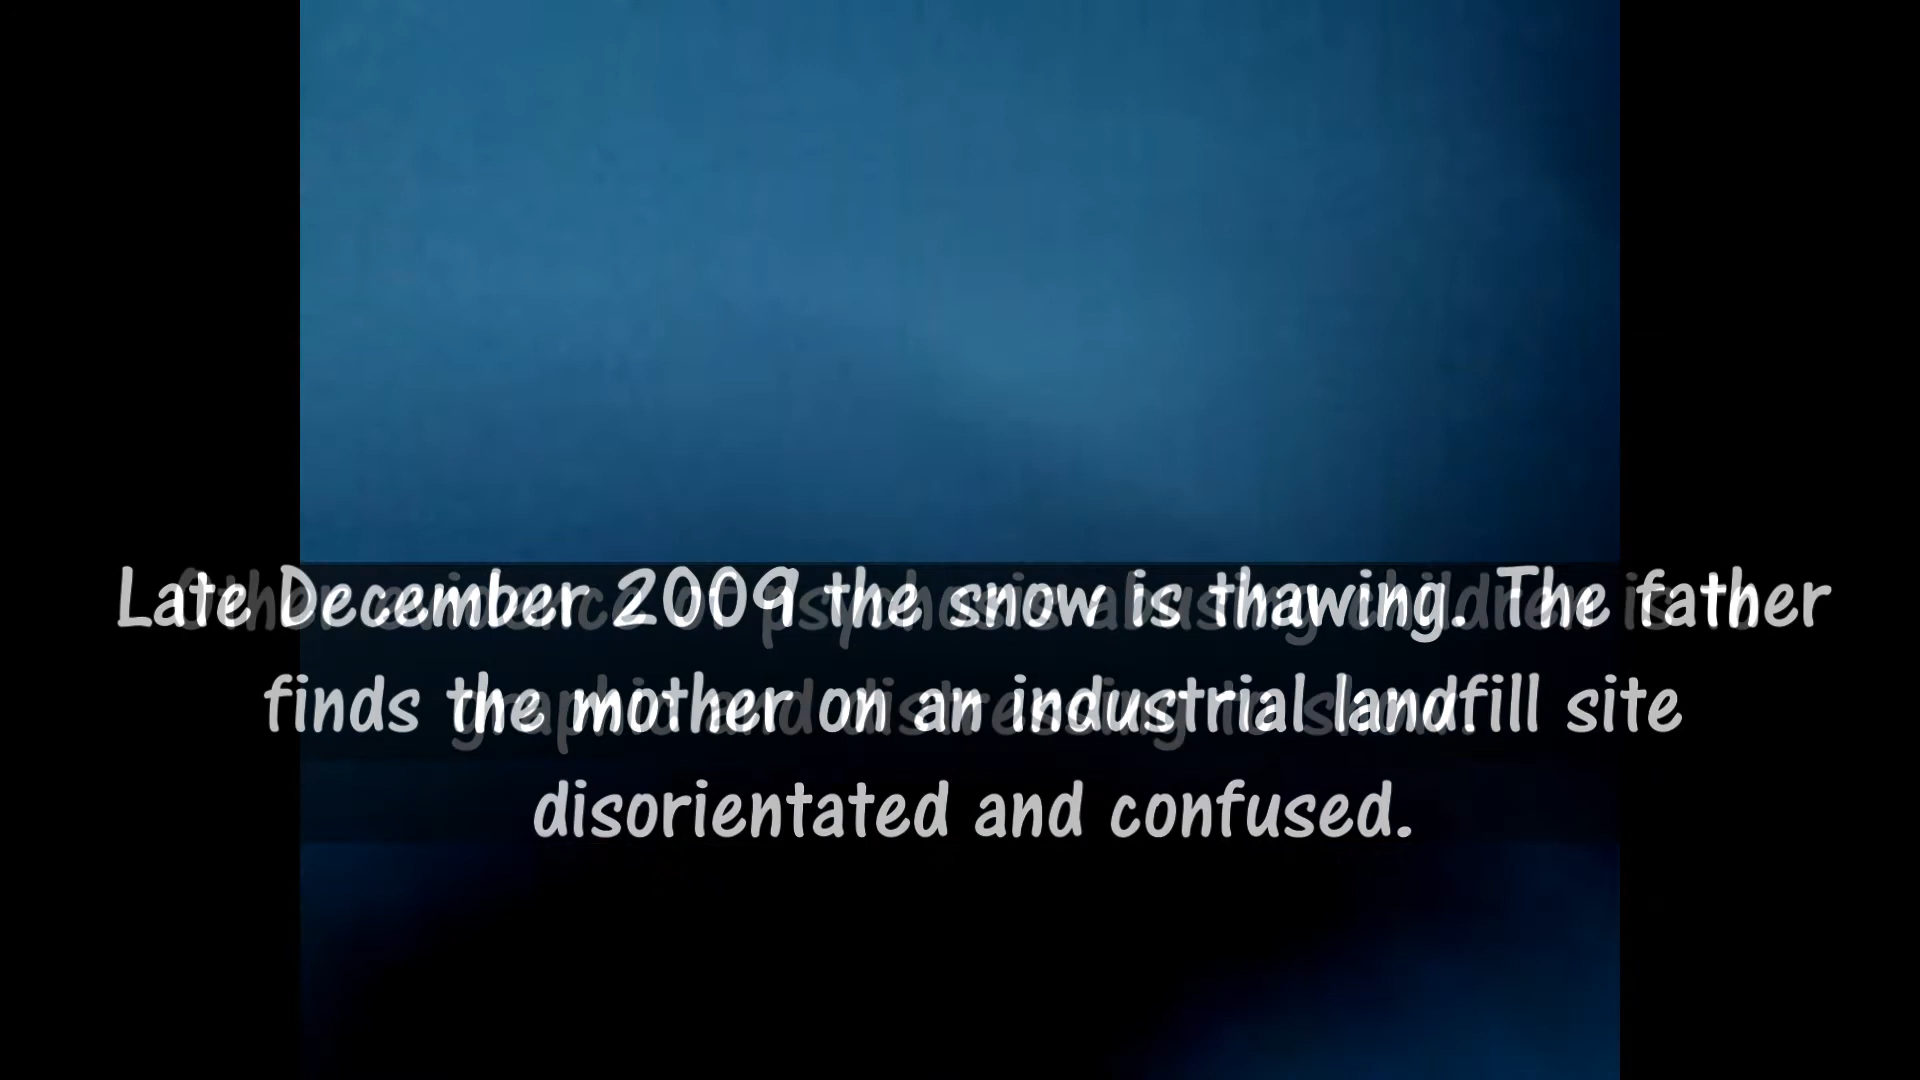 Late December 2009 the snow is thawing. The father
finds the mother on an industrial landfill site
disorientated and confused.